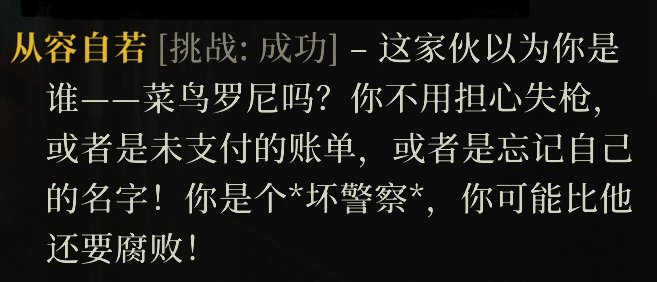 从容自若 [挑战: 成功] – 这家伙以为你是
谁——菜鸟罗尼吗？你不用担心失枪，
或者是未支付的账单，或者是忘记自己
的名字！你是个*坏警察*，你可能比他
还要腐败！